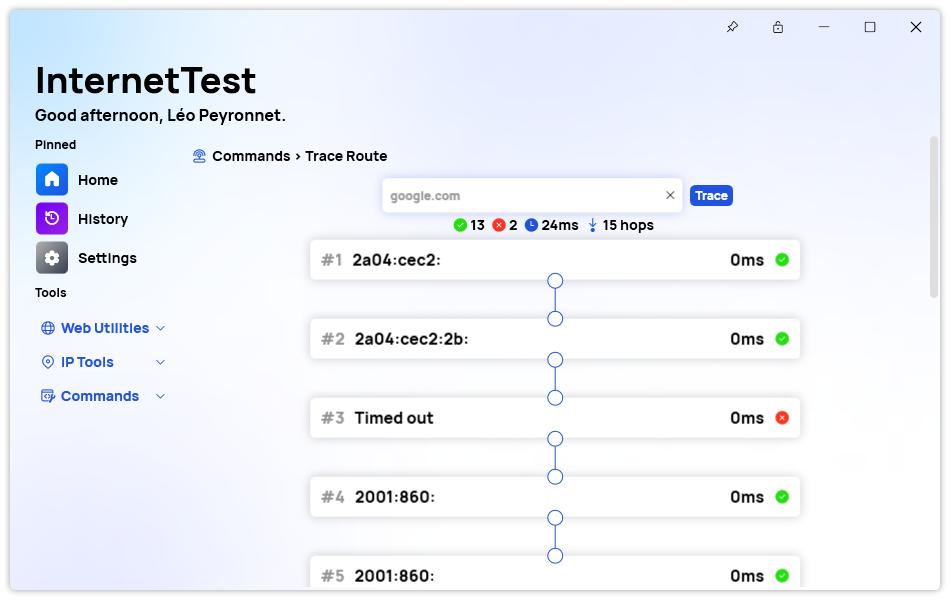 InternetTest
Good afternoon, Léo Peyronnet.
Pinned
Home
History
Settings
Tools
Web Utilities
IP Tools
Commands
Commands > Trace Route
google.com
Trace
13 2 24ms 15 hops
#1 2a04:cec2: 0ms
#2 2a04:cec2:2b: 0ms
#3 Timed out 0ms
#4 2001:860: 0ms
#5 2001:860: 0ms